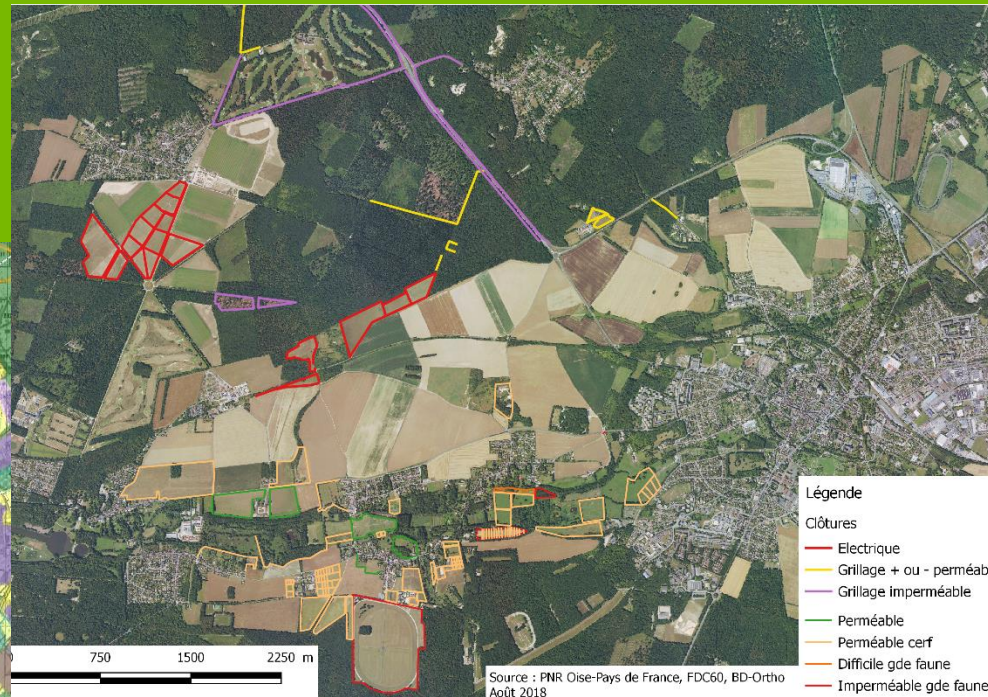 Légende
Clôtures
Electrique
Grillage + ou - perméab
Grillage imperméable
Perméable
Perméable cerf
Difficile gde faune
Imperméable gde faune
0 750 1500 2250 m
Source : PNR Oise-Pays de France, FDC60, BD-Ortho
Août 2018